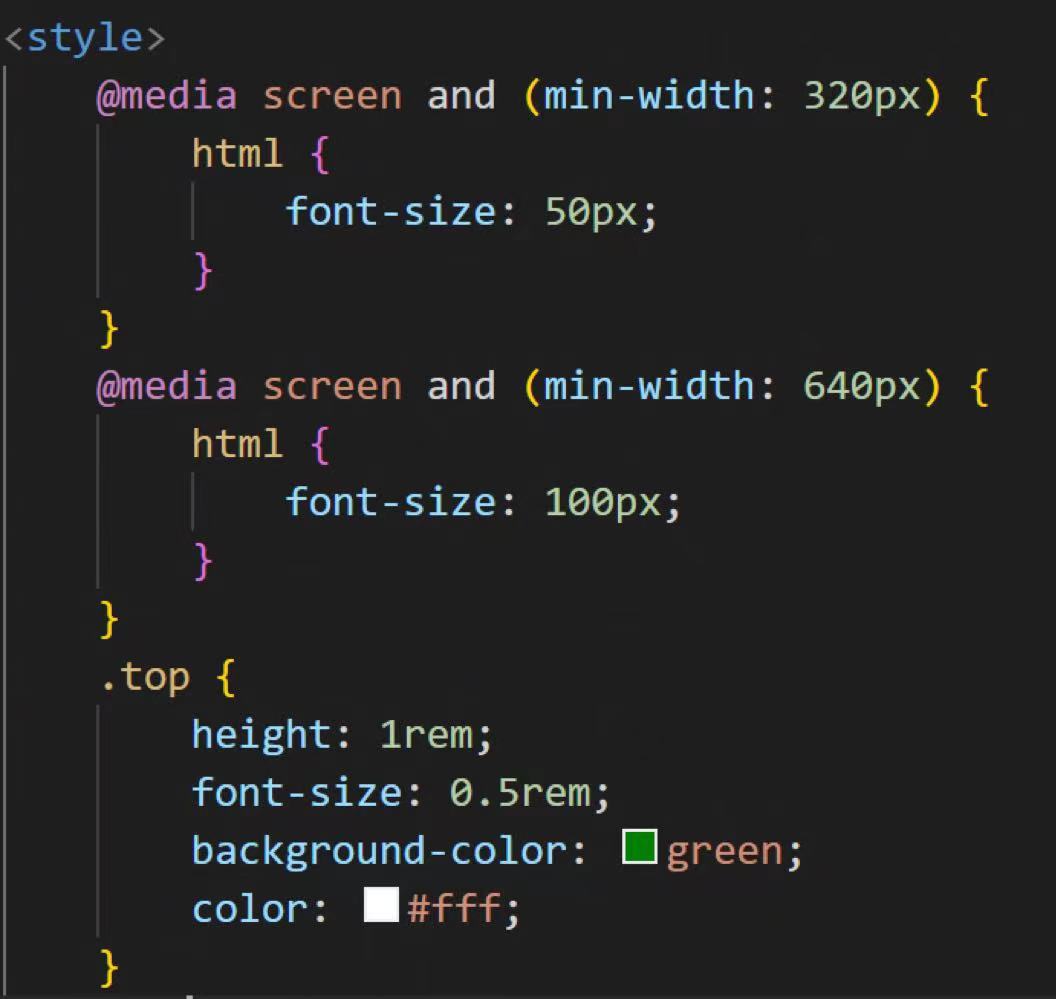 <style>
@media screen and (min-width: 320px) {
html {
font-size: 50px;
}
}
@media screen and (min-width: 640px) {
html {
font-size: 100px;
}
}
.top {
height: 1rem;
font-size: 0.5rem;
background-color: green;
color: #fff;
}